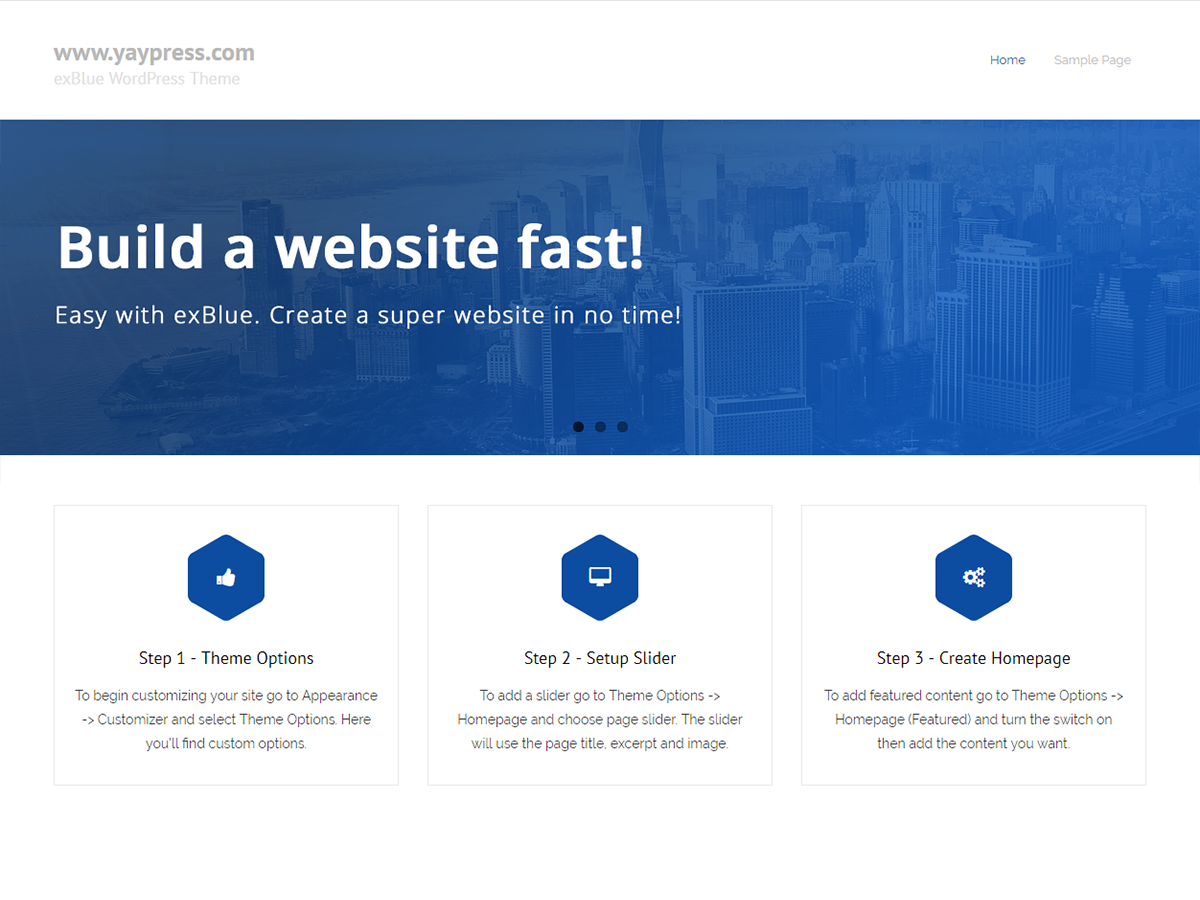 www.yaypress.com
exBlue WordPress Theme
Home
Sample Page
Build a website fast!
Easy with exBlue. Create a super website in no time!
Step 1 - Theme Options
To begin customizing your site go to Appearance
-> Customizer and select Theme Options. Here
you'll find custom options.
Step 2 - Setup Slider
To add a slider go to Theme Options ->
Homepage and choose page slider. The slider
will use the page title, excerpt and image.
Step 3 - Create Homepage
To add featured content go to Theme Options ->
Homepage (Featured) and turn the switch on
then add the content you want.